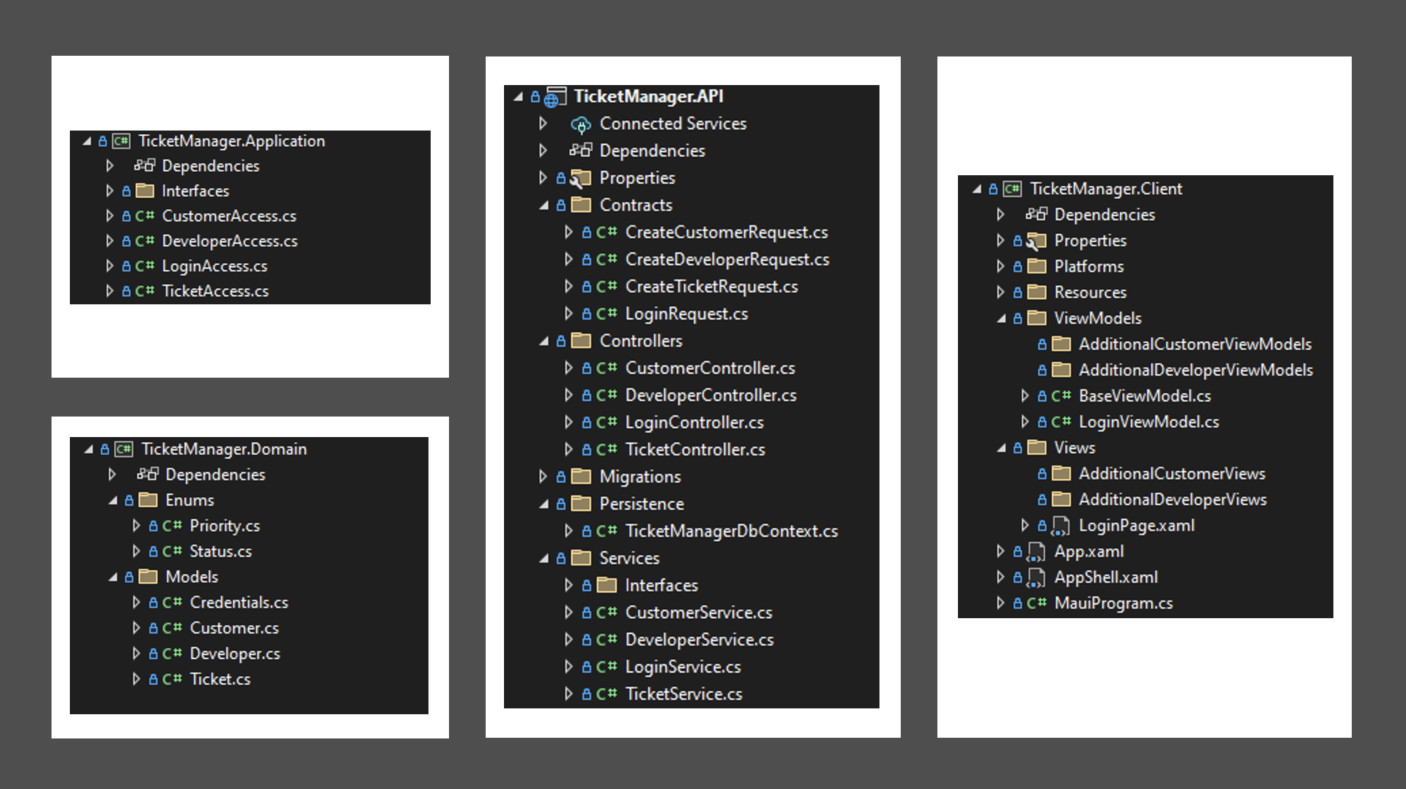 TicketManager.Application
Dependencies
Interfaces
C# CustomerAccess.cs
C# DeveloperAccess.cs
C# LoginAccess.cs
C# TicketAccess.cs
TicketManager.Domain
Dependencies
Enums
C# Priority.cs
C# Status.cs
Models
C# Credentials.cs
C# Customer.cs
C# Developer.cs
C# Ticket.cs
TicketManager.API
Connected Services
Dependencies
Properties
Contracts
C# CreateCustomerRequest.cs
C# CreateDeveloperRequest.cs
C# CreateTicketRequest.cs
C# LoginRequest.cs
Controllers
C# CustomerController.cs
C# DeveloperController.cs
C# LoginController.cs
C# TicketController.cs
Migrations
Persistence
C# TicketManagerDbContext.cs
Services
Interfaces
C# CustomerService.cs
C# DeveloperService.cs
C# LoginService.cs
C# TicketService.cs
TicketManager.Client
Dependencies
Properties
Platforms
Resources
ViewModels
AdditionalCustomerViewModels
AdditionalDeveloperViewModels
C# BaseViewModel.cs
C# LoginViewModel.cs
Views
AdditionalCustomerViews
AdditionalDeveloperViews
LoginPage.xaml
App.xaml
AppShell.xaml
C# MauiProgram.cs